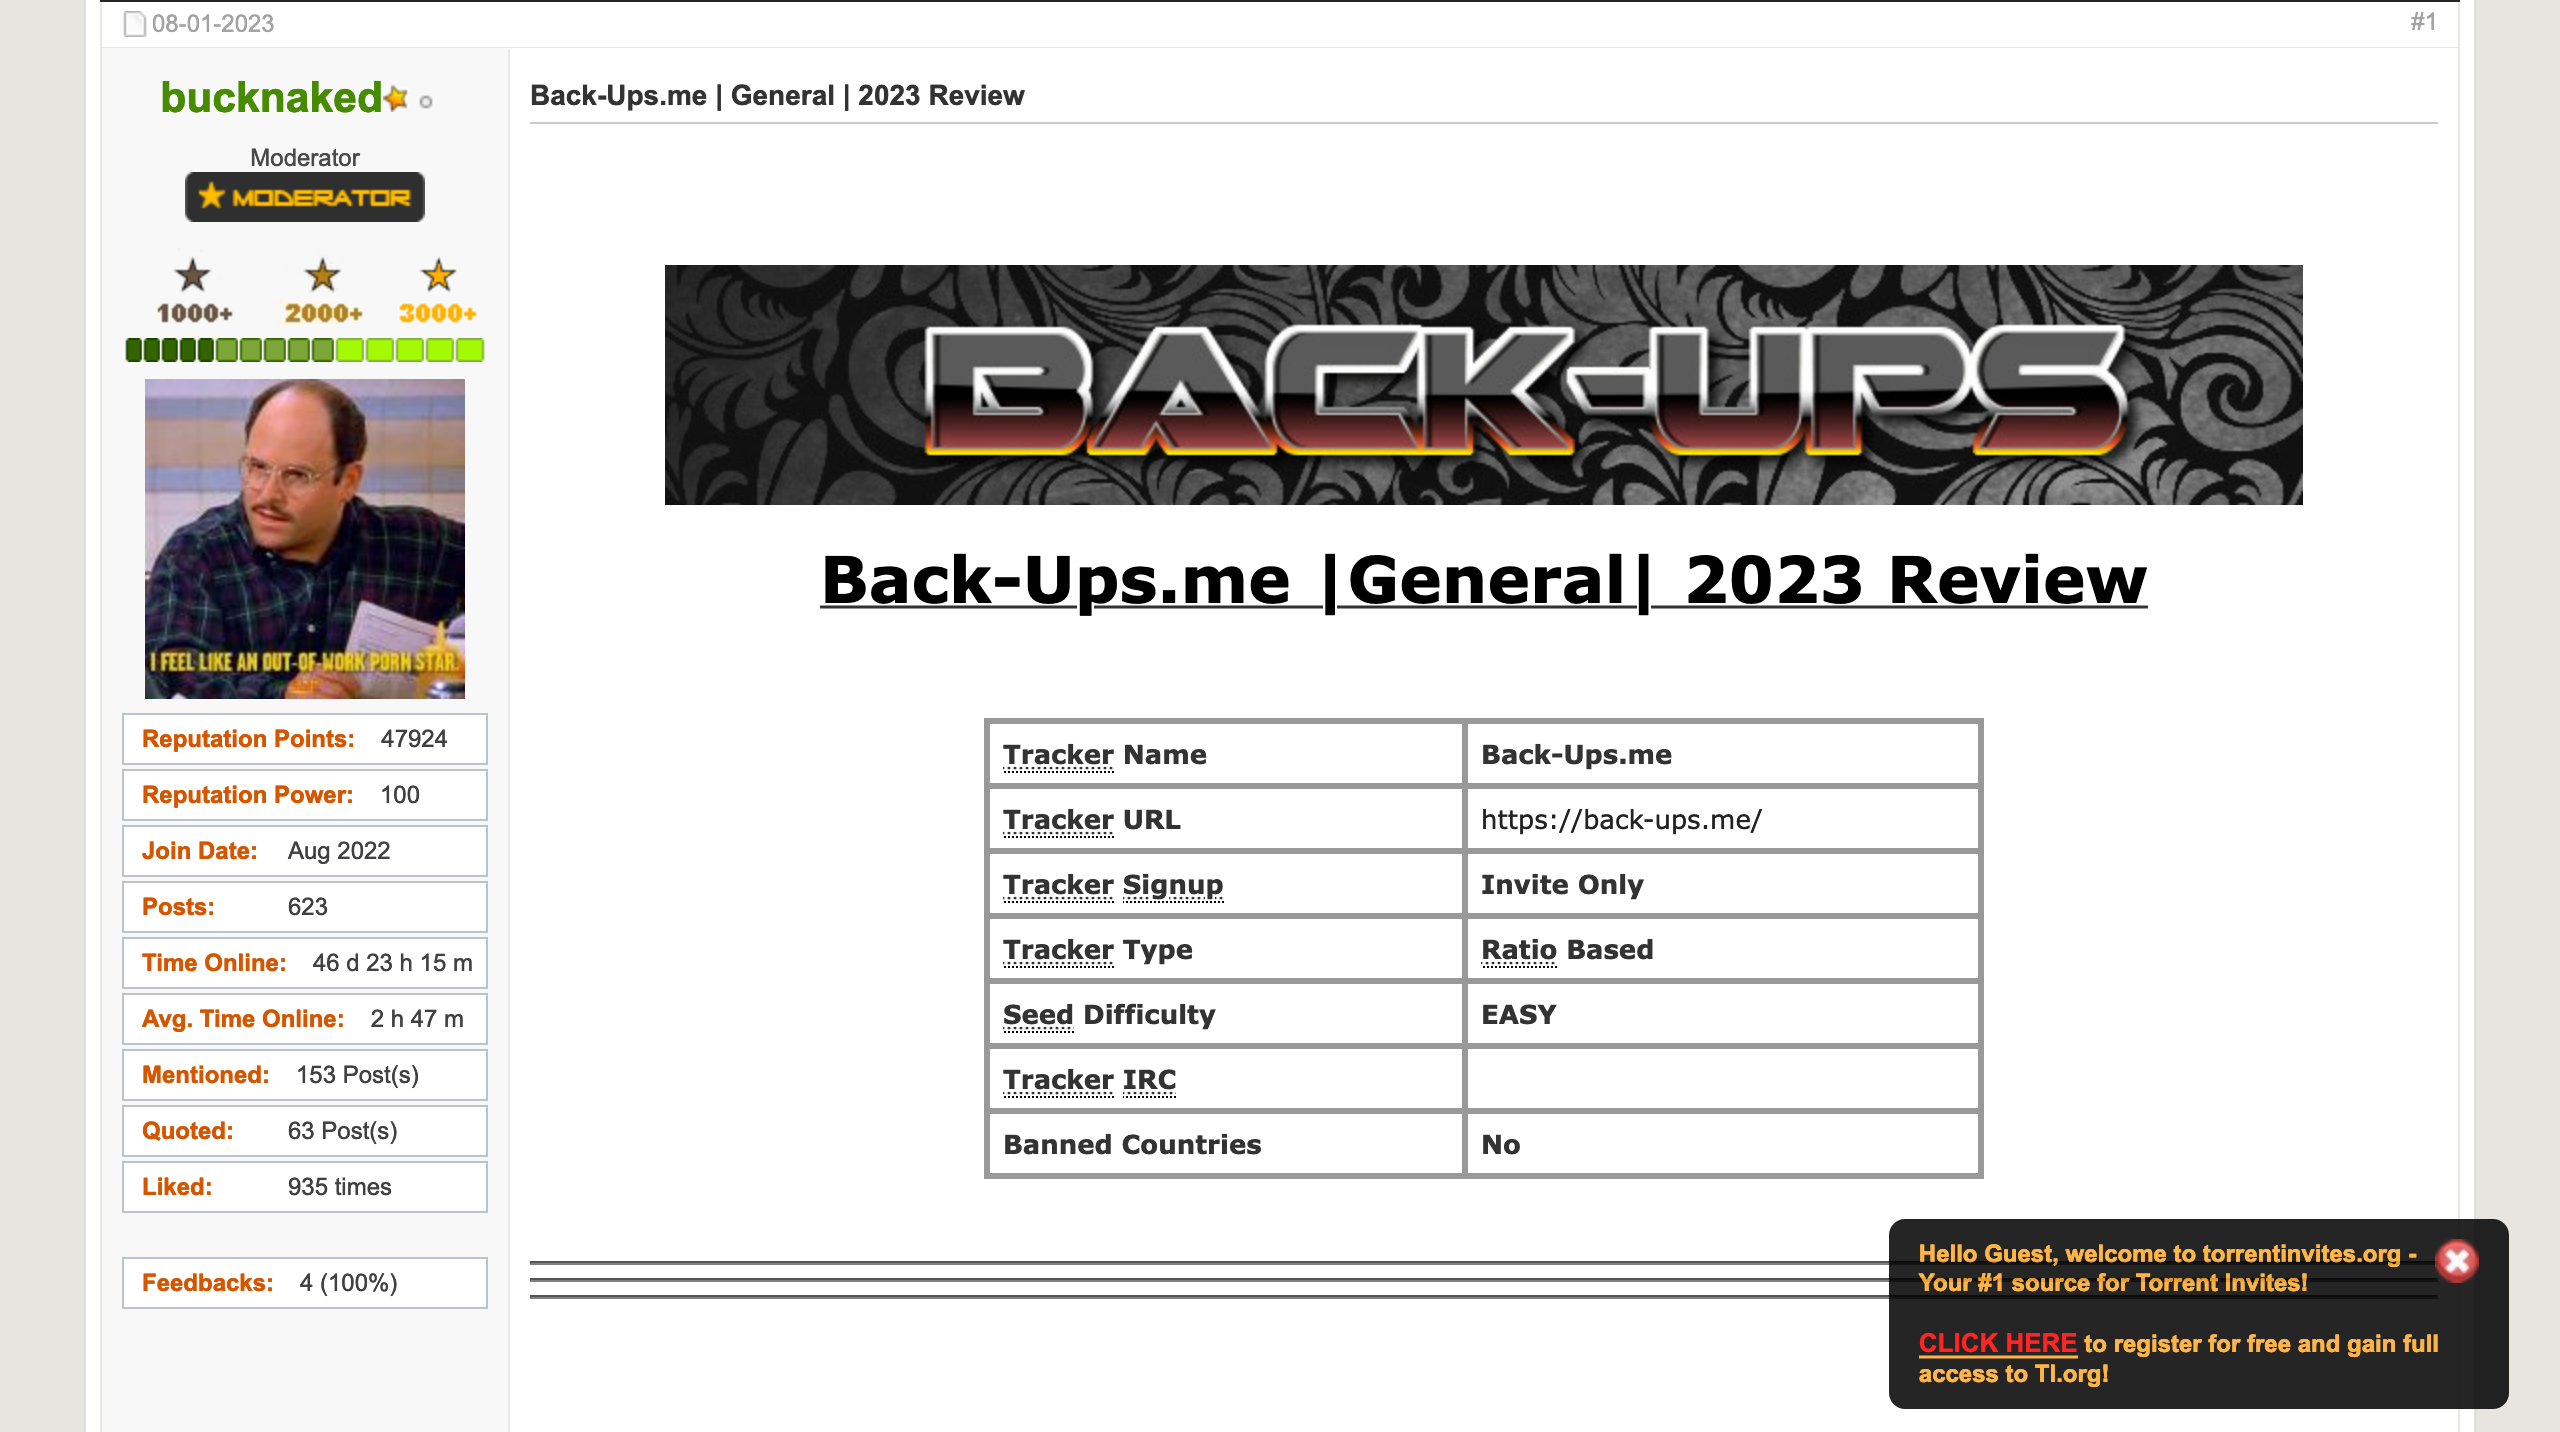 08-01-2023
#1
bucknaked
Moderator
MODERATOR
1000+ 2000+ 3000+
I FEEL LIKE AN OUT-OF-WORK PORN STAR.
Reputation Points: 47924
Reputation Power: 100
Join Date: Aug 2022
Posts: 623
Time Online: 46 d 23 h 15 m
Avg. Time Online: 2 h 47 m
Mentioned: 153 Post(s)
Quoted: 63 Post(s)
Liked: 935 times
Feedbacks: 4 (100%)
Back-Ups.me | General | 2023 Review
BACK-UPS
Back-Ups.me |General| 2023 Review
Tracker Name Back-Ups.me
Tracker URL https://back-ups.me/
Tracker Signup Invite Only
Tracker Type Ratio Based
Seed Difficulty EASY
Tracker IRC
Banned Countries No
Hello Guest, welcome to torrentinvites.org -
Your #1 source for Torrent Invites!
CLICK HERE to register for free and gain full
access to TI.org!